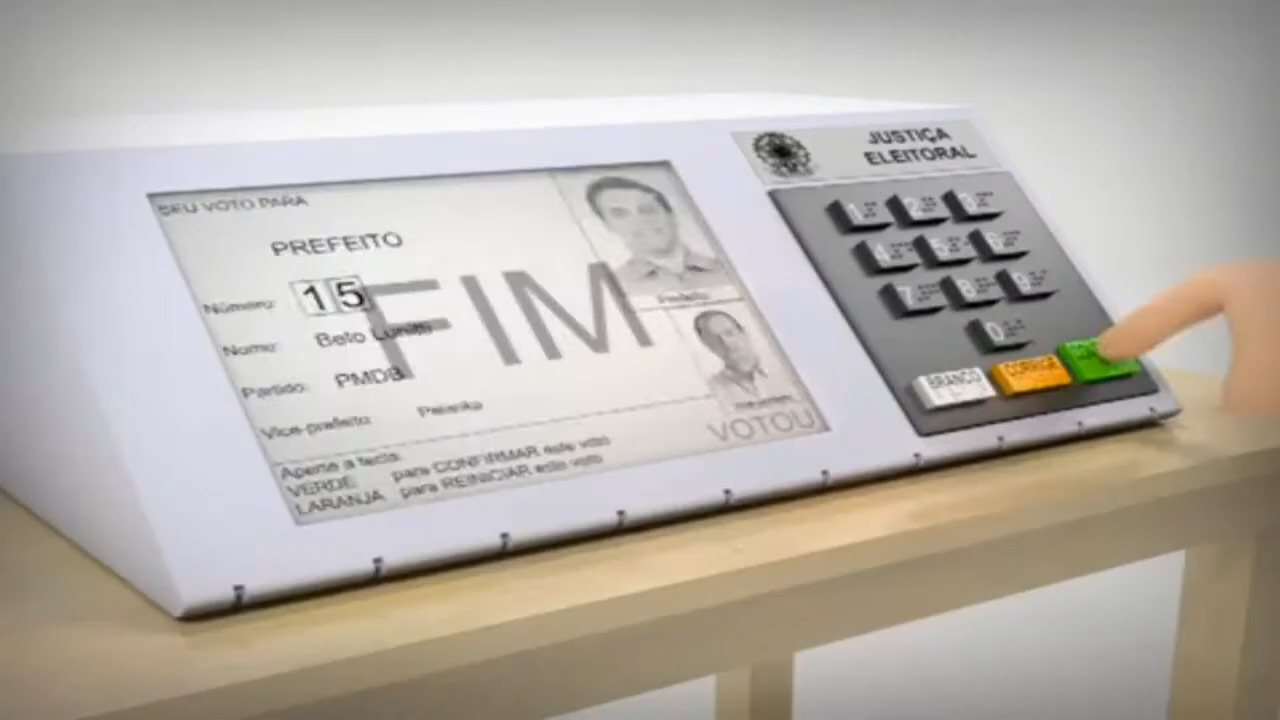 SEU VOTO PARA
PREFEITO
Número: 15
Nome: Beto
Partido: PMDB
Vice-prefeito:
FIM
Aperte a tecla:
VERDE para CONFIRMAR este voto
LARANJA para REINICIAR este voto
VOTOU
JUSTIÇA
ELEITORAL
1 2 3
4 5 6
7 8 9
0
BRANCO CORRIGE